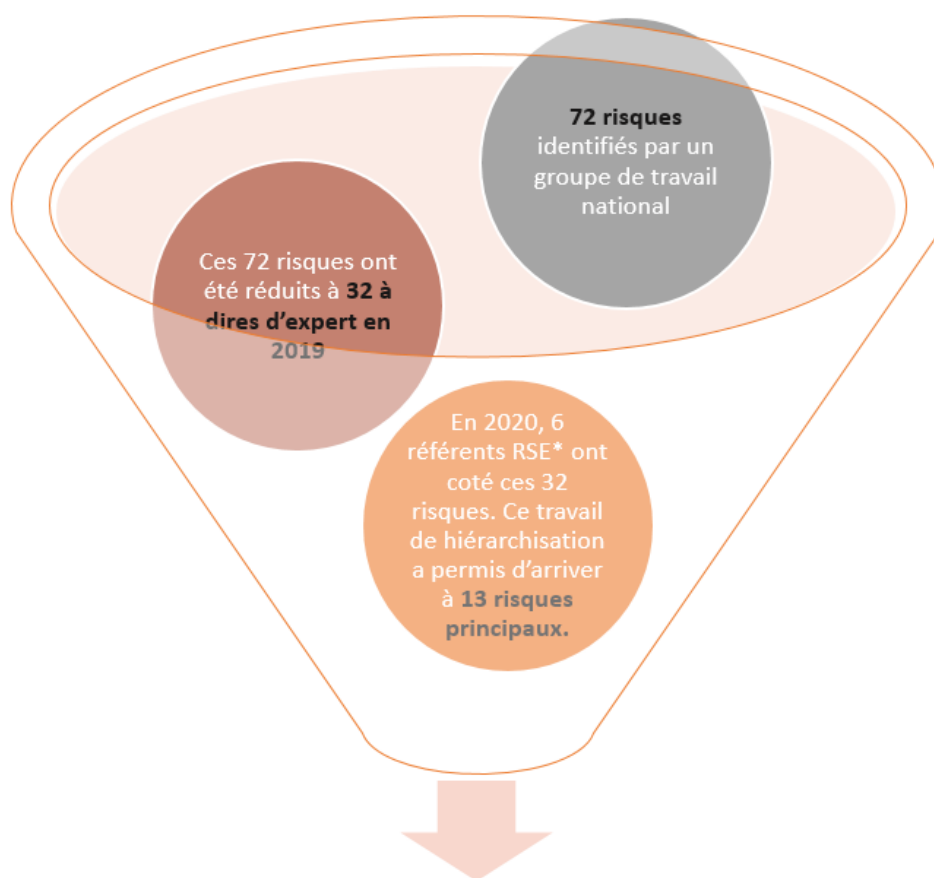 72 risques
identifiés par un
groupe de travail
national
Ces 72 risques ont
été réduits à 32 à
dires d’expert en
2019
En 2020, 6
référents RSE* ont
coté ces 32
risques. Ce travail
de hiérarchisation
a permis d’arriver
à 13 risques
principaux.